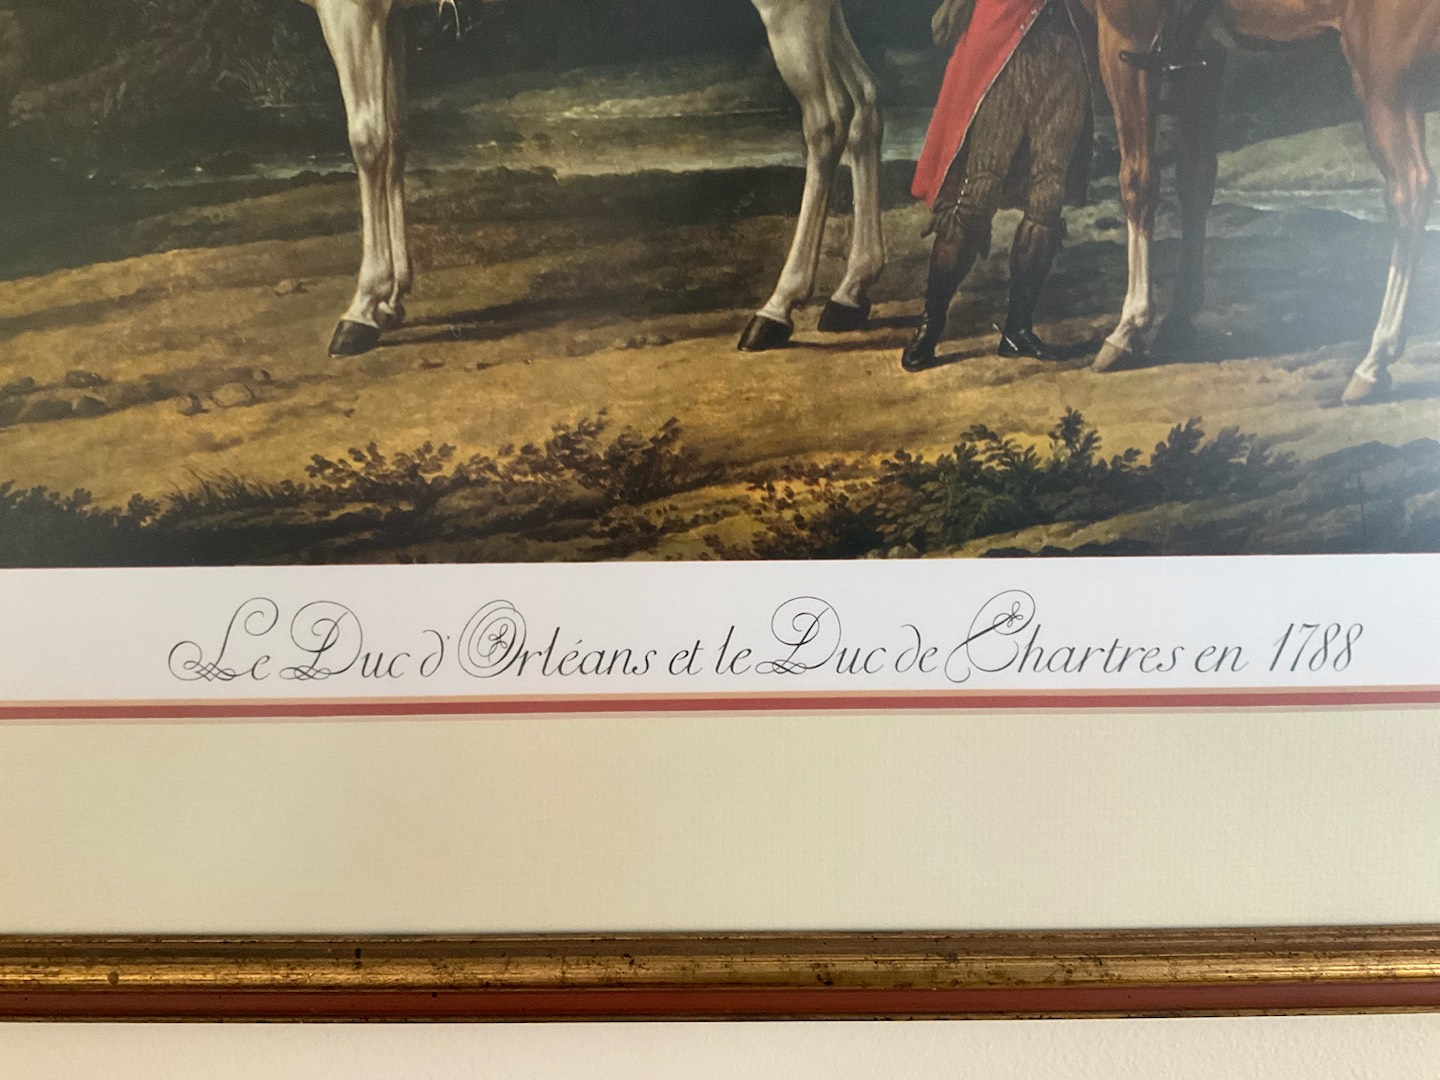 Le Duc d'Orléans et le Duc de Chartres en 1788